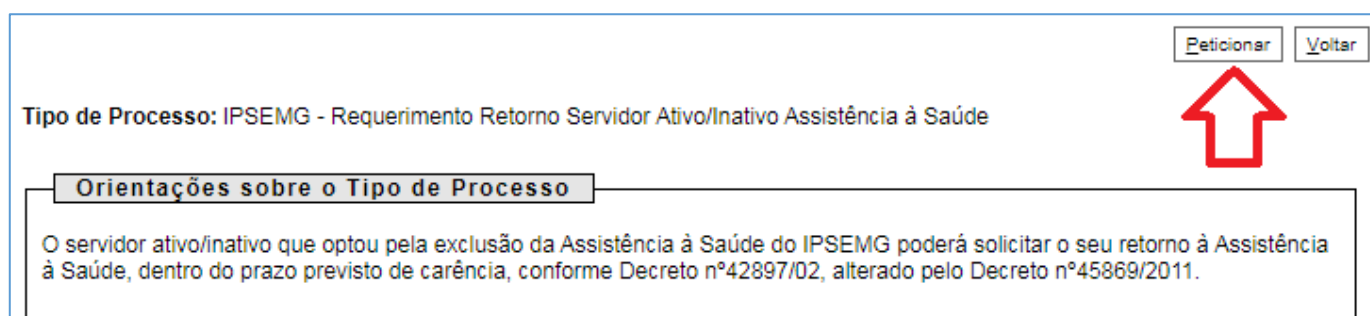 Peticionar Voltar
Tipo de Processo: IPSEMG - Requerimento Retorno Servidor Ativo/Inativo Assistência à Saúde
Orientações sobre o Tipo de Processo
O servidor ativo/inativo que optou pela exclusão da Assistência à Saúde do IPSEMG poderá solicitar o seu retorno à Assistência
à Saúde, dentro do prazo previsto de carência, conforme Decreto nº42897/02, alterado pelo Decreto nº45869/2011.